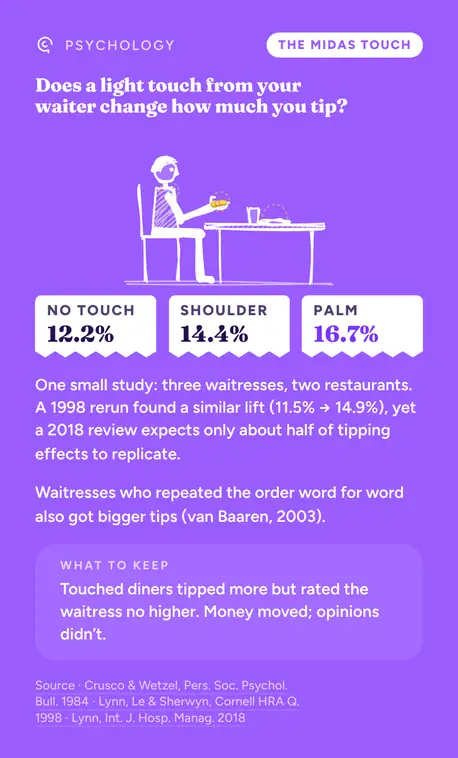 PSYCHOLOGY
THE MIDAS TOUCH
Does a light touch from your
waiter change how much you tip?
NO TOUCH
12.2%
SHOULDER
14.4%
PALM
16.7%
One small study: three waitresses, two restaurants.
A 1998 rerun found a similar lift (11.5% → 14.9%), yet
a 2018 review expects only about half of tipping
effects to replicate.
Waitresses who repeated the order word for word
also got bigger tips (van Baaren, 2003).
WHAT TO KEEP
Touched diners tipped more but rated the
waitress no higher. Money moved; opinions
didn’t.
Source · Crusco & Wetzel, Pers. Soc. Psychol.
Bull. 1984 · Lynn, Le & Sherwyn, Cornell HRA Q.
1998 · Lynn, Int. J. Hosp. Manag. 2018